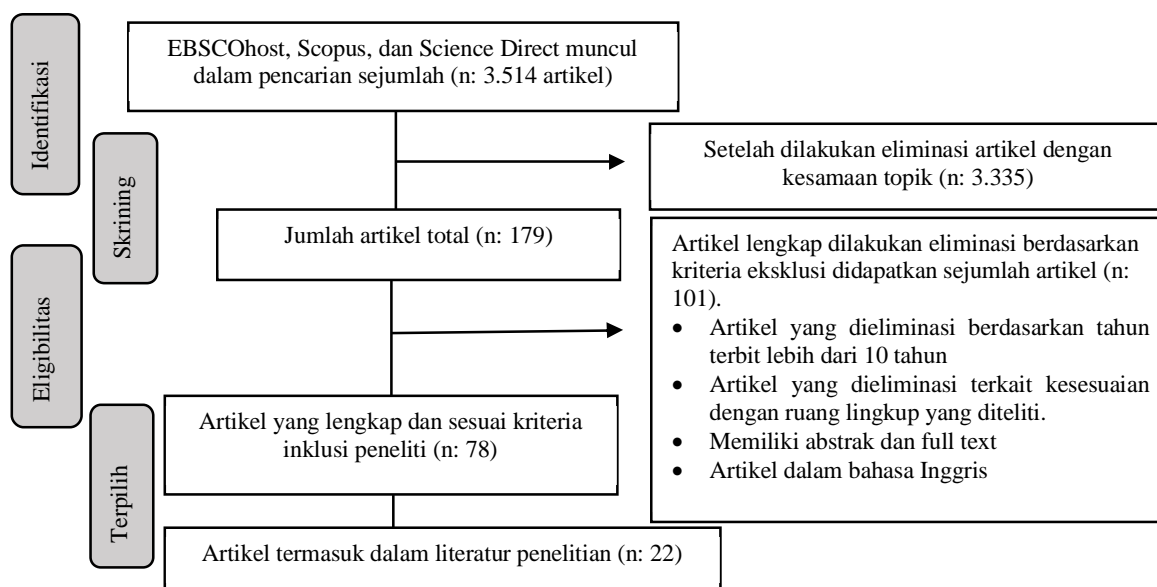 Identifikasi
EBSCOhost, Scopus, dan Science Direct muncul
dalam pencarian sejumlah (n: 3.514 artikel)
Skrining
Setelah dilakukan eliminasi artikel dengan
kesamaan topik (n: 3.335)
Jumlah artikel total (n: 179)
Eligibilitas
Artikel lengkap dilakukan eliminasi berdasarkan
kriteria eksklusi didapatkan sejumlah artikel (n:
101).
• Artikel yang dieliminasi berdasarkan tahun
terbit lebih dari 10 tahun
• Artikel yang dieliminasi terkait kesesuaian
dengan ruang lingkup yang diteliti.
• Memiliki abstrak dan full text
• Artikel dalam bahasa Inggris
Artikel yang lengkap dan sesuai kriteria
inklusi peneliti (n: 78)
Terpilih
Artikel termasuk dalam literatur penelitian (n: 22)